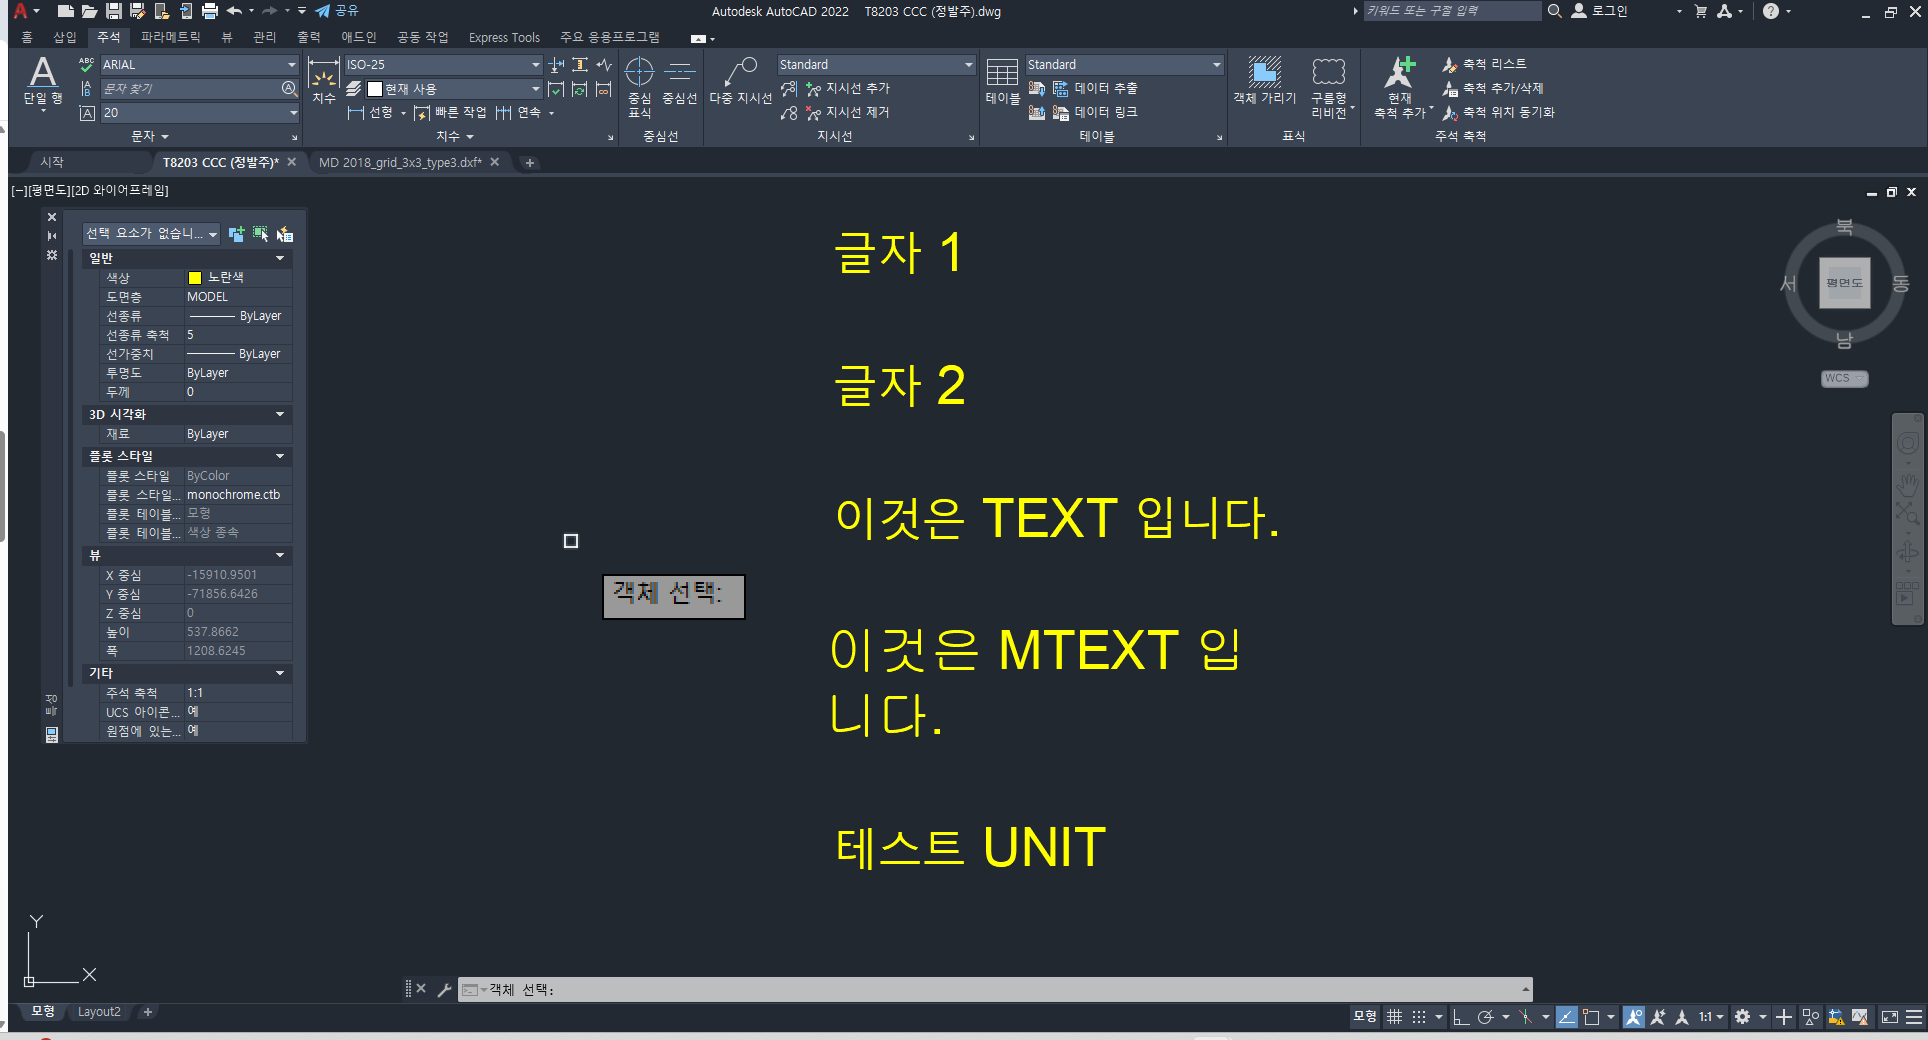 Autodesk AutoCAD 2022 T8203 CCC (정발주).dwg
공유
키워드 또는 구절 입력
로그인
홈 삽입 주석 파라메트릭 뷰 관리 출력 애드인 공동 작업 Express Tools 주요 응용프로그램
단일 행
ARIAL
문자 찾기
20
문자
치수
ISO-25
현재 사용
선형 빠른 작업 연속
치수
중심 표식
중심선
중심선
다중 지시선
Standard
지시선 추가
지시선 제거
지시선
테이블
Standard
데이터 추출
데이터 링크
테이블
객체 가리기
구름형 리비전
표식
현재 축척 추가
축척 리스트
축척 추가/삭제
축척 위치 동기화
주석 축척
시작 T8203 CCC (정발주)* MD 2018_grid_3x3_type3.dxf*
[−][평면도][2D 와이어프레임]
선택 요소가 없습니...
일반
색상 노란색
도면층 MODEL
선종류 ByLayer
선종류 축척 5
선가중치 ByLayer
투명도 ByLayer
두께 0
3D 시각화
재료 ByLayer
플롯 스타일
플롯 스타일 ByColor
플롯 스타일... monochrome.ctb
플롯 테이블... 모형
플롯 테이블... 색상 종속
뷰
X 중심 -15910.9501
Y 중심 -71856.6426
Z 중심 0
높이 537.8662
폭 1208.6245
기타
주석 축척 1:1
UCS 아이콘... 예
원점에 있는... 예
글자 1
글자 2
이것은 TEXT 입니다.
객체 선택:
이것은 MTEXT 입
니다.
테스트 UNIT
북
서 평면도 동
남
WCS
Y
X
객체 선택:
모형 Layout2
모형 1:1